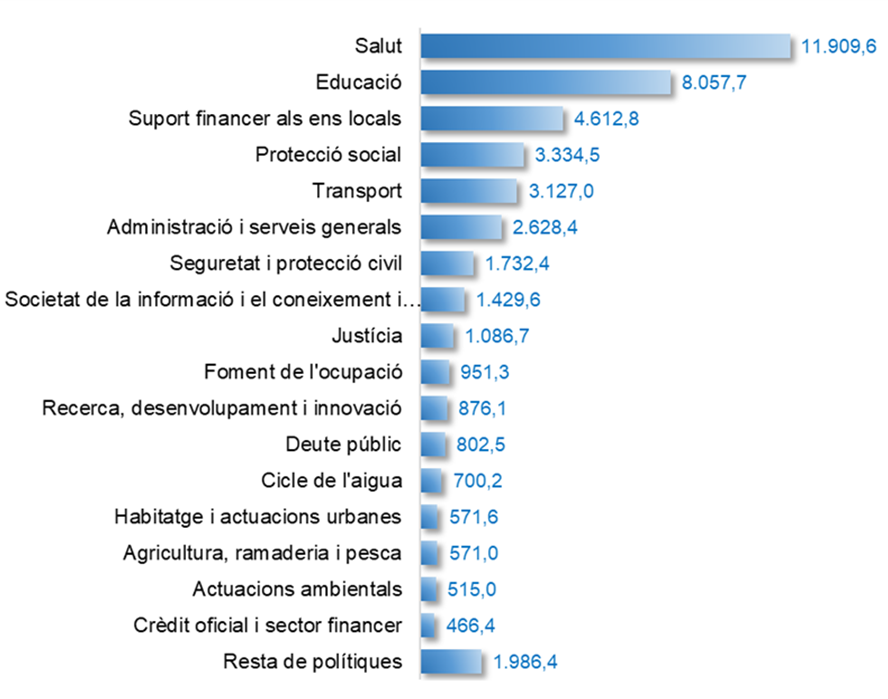 Salut 11.909,6
Educació 8.057,7
Suport financer als ens locals 4.612,8
Protecció social 3.334,5
Transport 3.127,0
Administració i serveis generals 2.628,4
Seguretat i protecció civil 1.732,4
Societat de la informació i el coneixement i... 1.429,6
Justícia 1.086,7
Foment de l'ocupació 951,3
Recerca, desenvolupament i innovació 876,1
Deute públic 802,5
Cicle de l'aigua 700,2
Habitatge i actuacions urbanes 571,6
Agricultura, ramaderia i pesca 571,0
Actuacions ambientals 515,0
Crèdit oficial i sector financer 466,4
Resta de polítiques 1.986,4